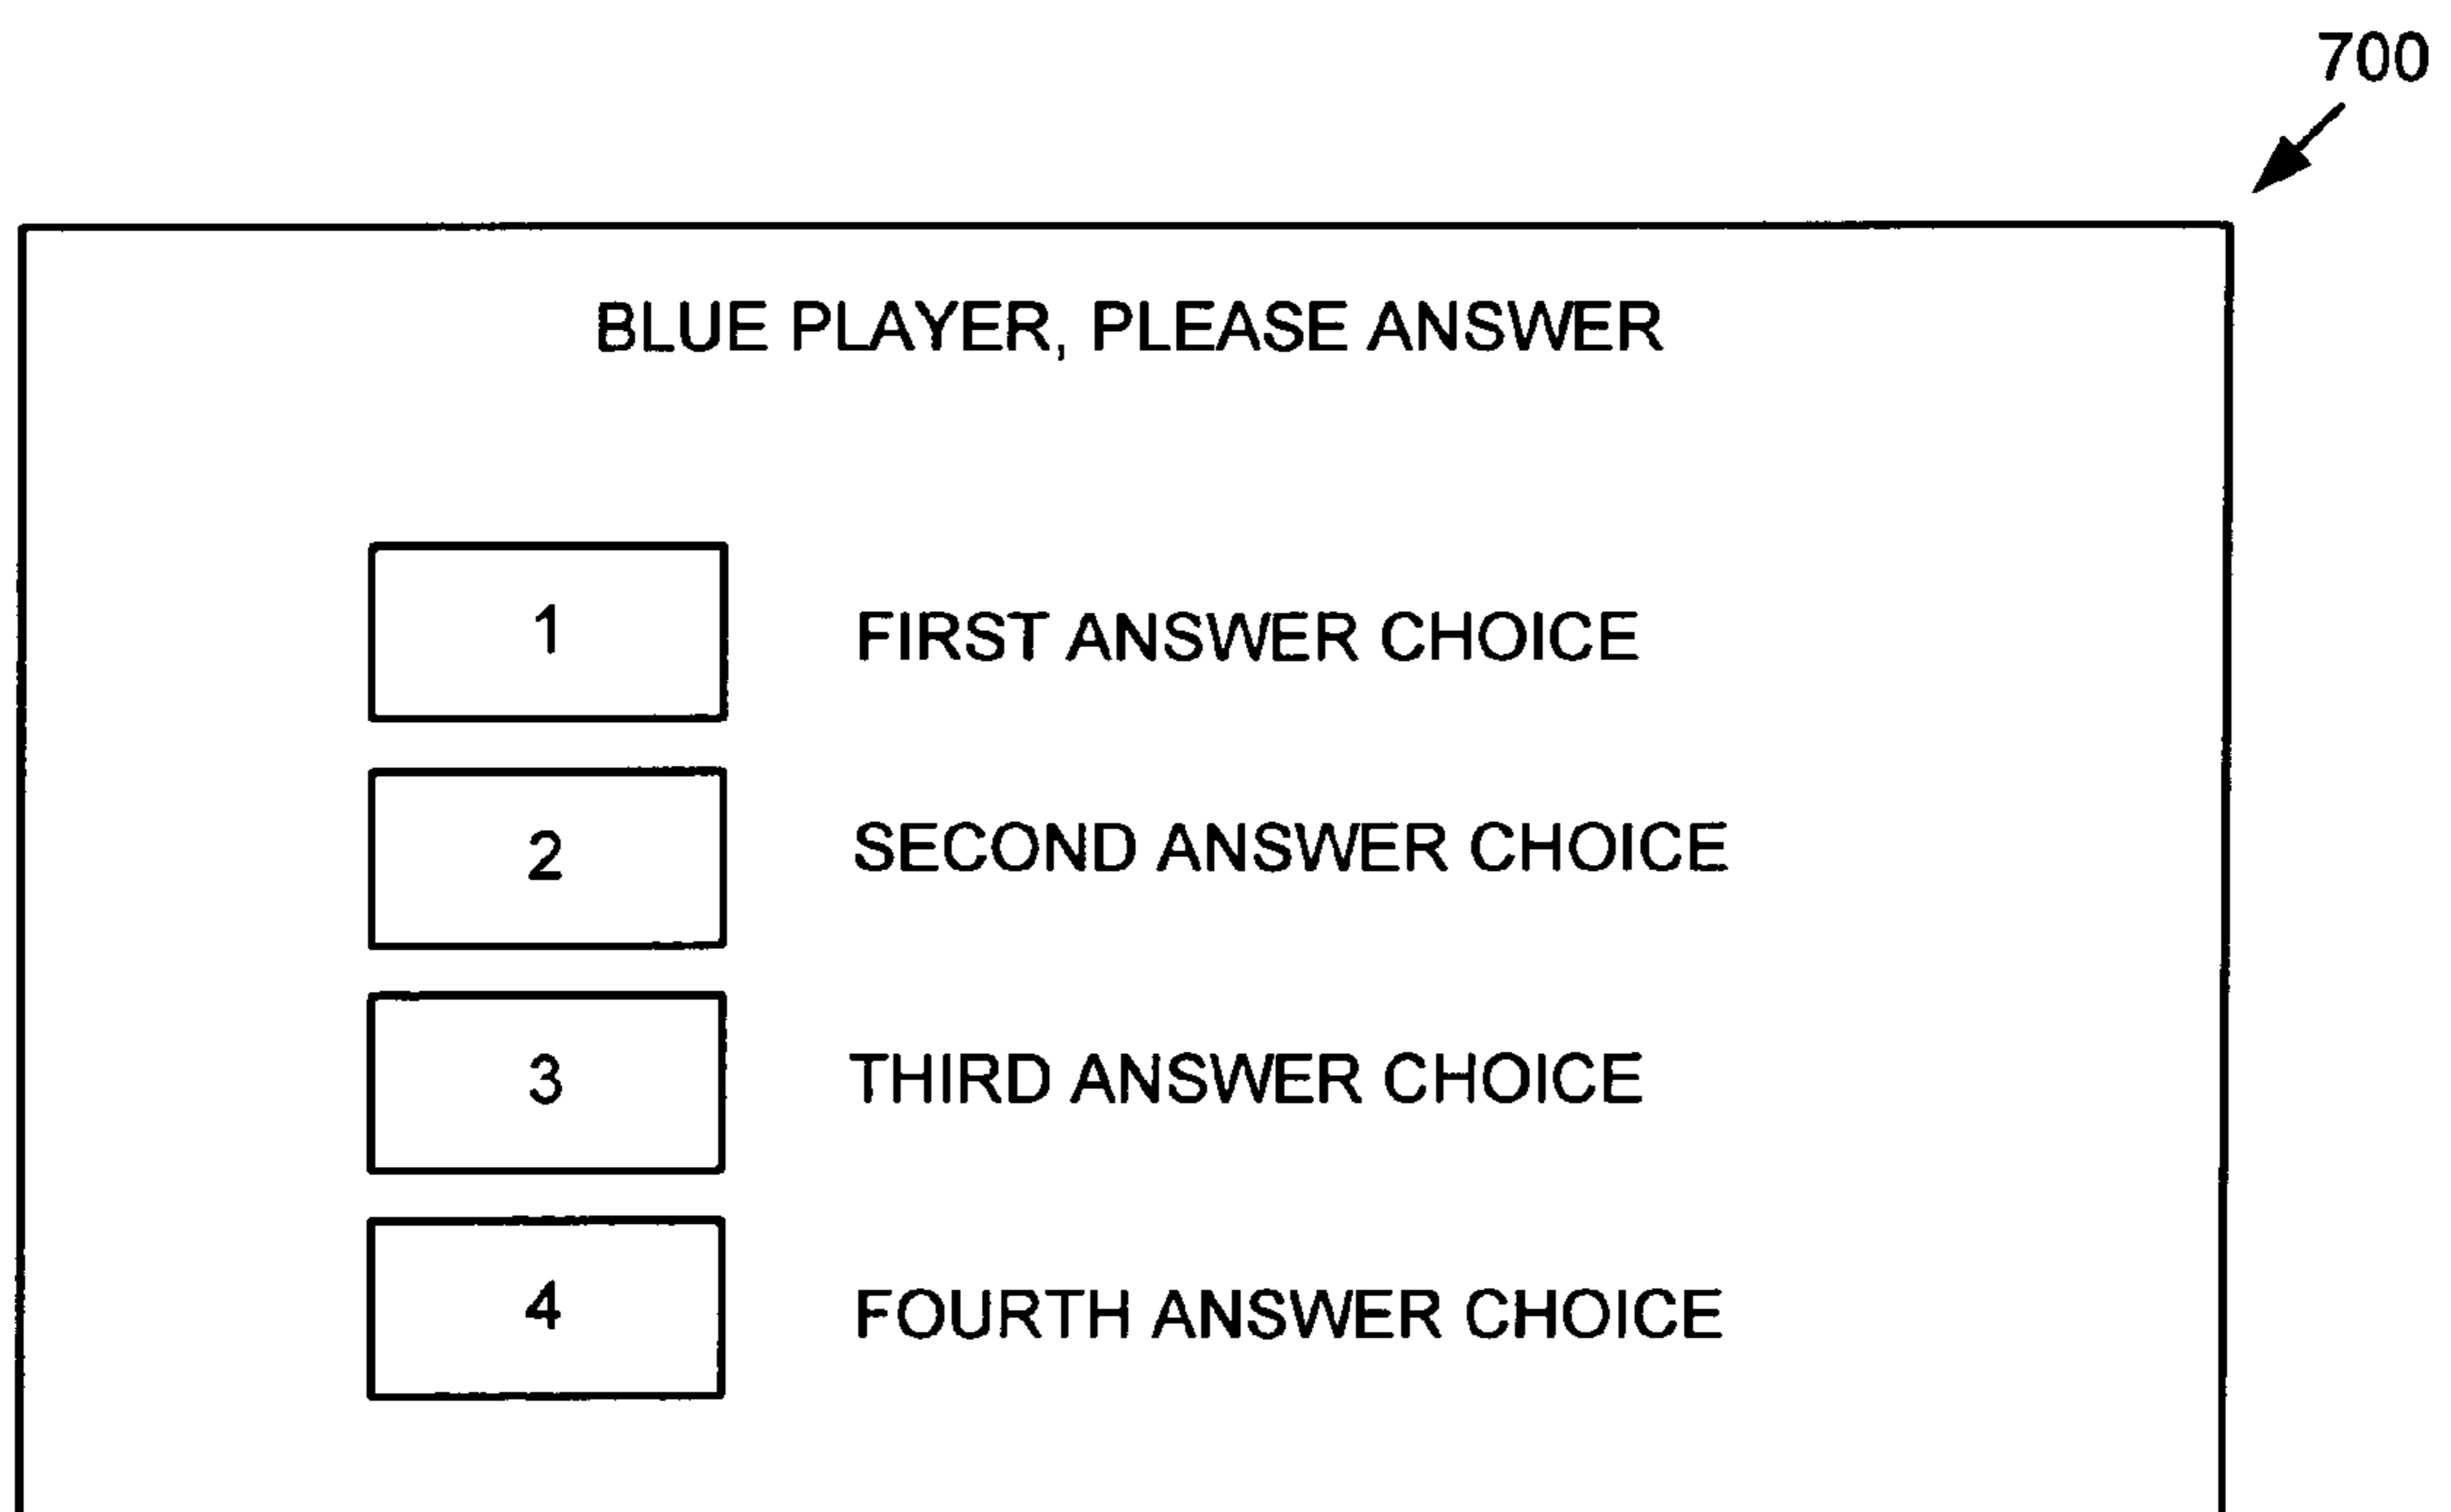 700
BLUE PLAYER, PLEASE ANSWER
1 FIRST ANSWER CHOICE
2 SECOND ANSWER CHOICE
3 THIRD ANSWER CHOICE
4 FOURTH ANSWER CHOICE